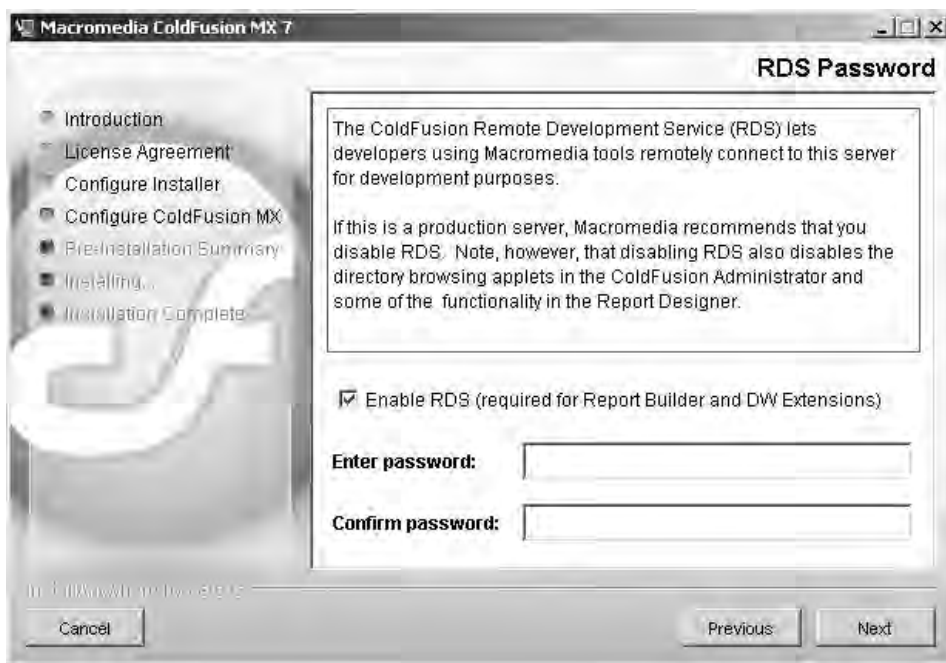 Macromedia ColdFusion MX 7
RDS Password
Introduction
License Agreement
Configure Installer
Configure ColdFusion MX
Pre-Installation Summary
Installing...
Installation Complete
The ColdFusion Remote Development Service (RDS) lets
developers using Macromedia tools remotely connect to this server
for development purposes.
If this is a production server, Macromedia recommends that you
disable RDS. Note, however, that disabling RDS also disables the
directory browsing applets in the ColdFusion Administrator and
some of the functionality in the Report Designer.
Enable RDS (required for Report Builder and DW Extensions)
Enter password:
Confirm password:
Cancel
Previous
Next